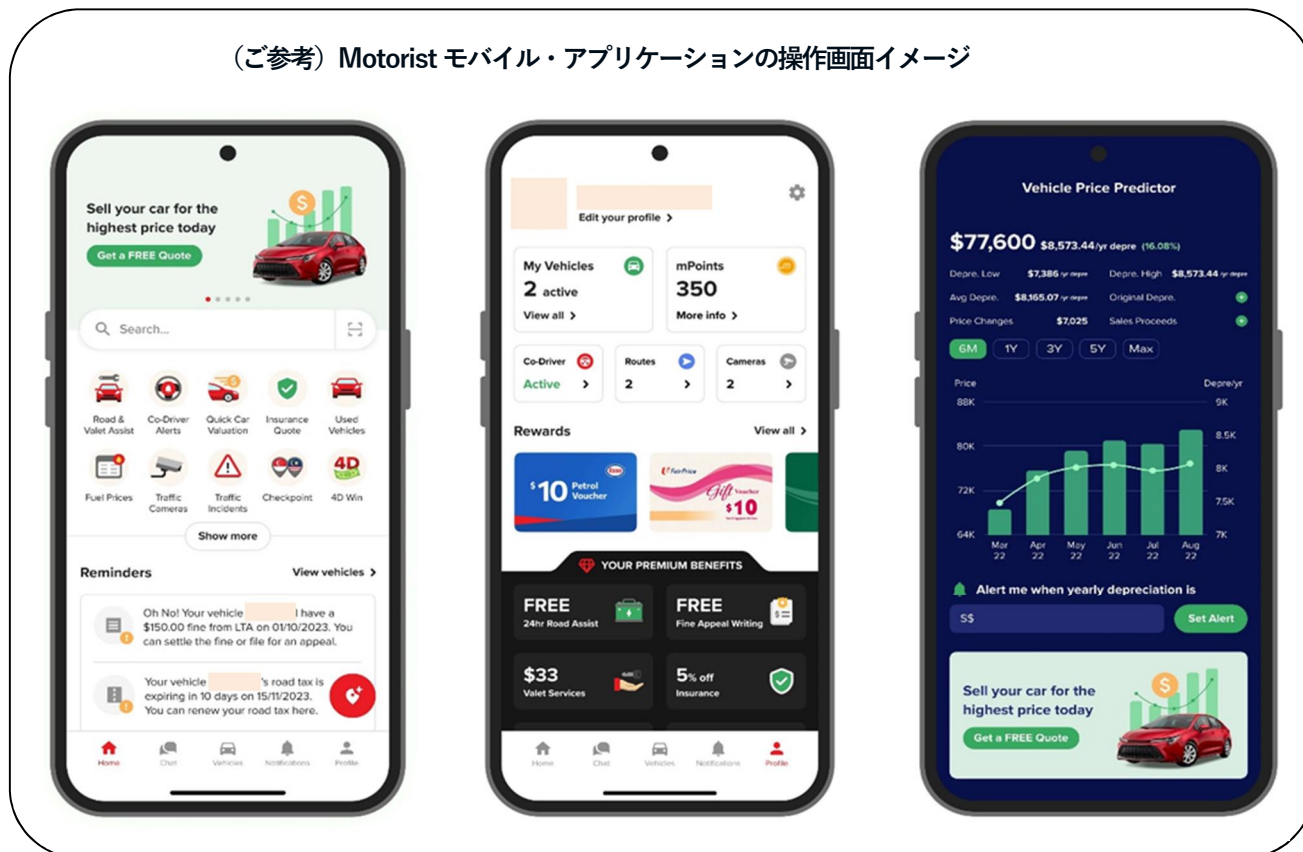 （ご参考）Motorist モバイル・アプリケーションの操作画面イメージ
Sell your car for the
highest price today
Get a FREE Quote
Search...
Road &
Valet Assist
Co-Driver
Alerts
Quick Car
Valuation
Insurance
Quote
Used
Vehicles
Fuel Prices
Traffic
Cameras
Traffic
Incidents
Checkpoint
4D
4D Win
Show more
Reminders
View vehicles >
Oh No! Your vehicle I have a
$150.00 fine from LTA on 01/10/2023. You
can settle the fine or file for an appeal.
Your vehicle 's road tax is
expiring in 10 days on 15/11/2023.
You can renew your road tax here.
Home
Chat
Vehicles
Notifications
Profile
Edit your profile >
My Vehicles
2 active
View all >
mPoints
350
More info >
Co-Driver
Active >
Routes
2 >
Cameras
2 >
Rewards
View all >
$10 Petrol
Voucher
Esso
FairPrice
Gift Voucher
$10
YOUR PREMIUM BENEFITS
FREE
24hr Road Assist
FREE
Fine Appeal Writing
$33
Valet Services
5% off
Insurance
Home
Chat
Vehicles
Notifications
Profile
Vehicle Price Predictor
$77,600 $8,573.44/yr depre (16.08%)
Depre. Low $7,386 /yr depre Depre. High $8,573.44 /yr depre
Avg Depre. $8,165.07 /yr depre Original Depre.
Price Changes $7,025 Sales Proceeds
6M 1Y 3Y 5Y Max
Price Depre/yr
88K 9K
8.5K
80K
8K
72K
7.5K
64K 7K
Mar
22
Apr
22
May
22
Jun
22
Jul
22
Aug
22
Alert me when yearly depreciation is
S$
Set Alert
Sell your car for the
highest price today
Get a FREE Quote